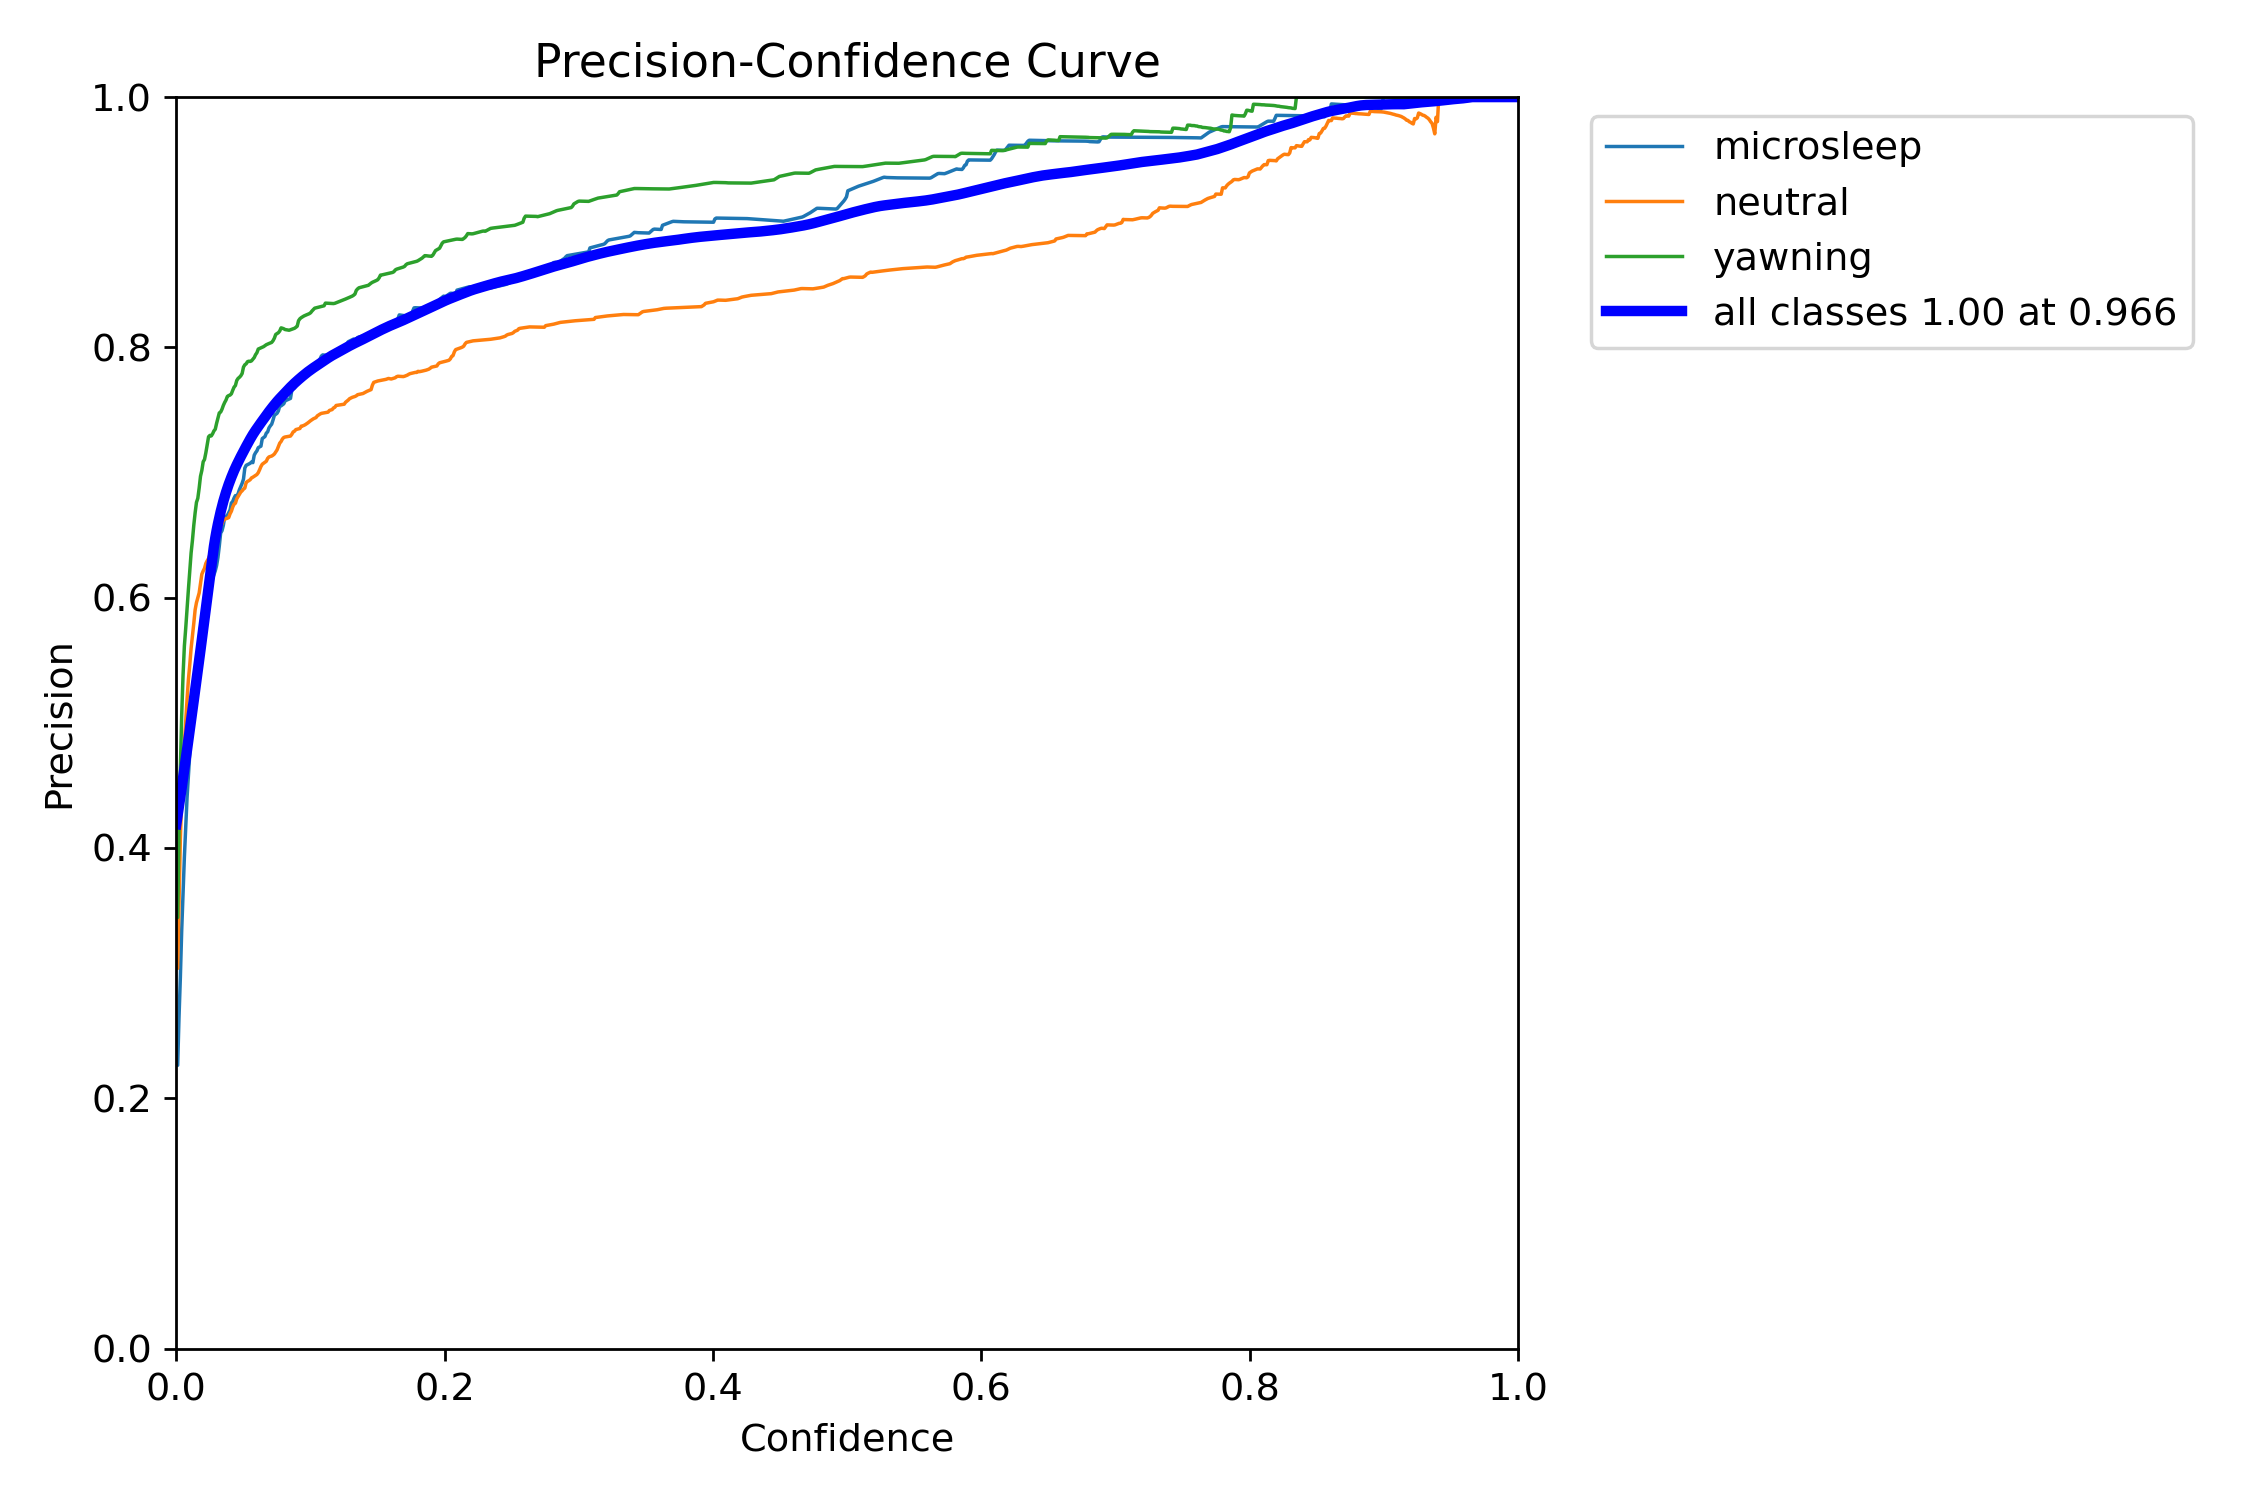 Precision-Confidence Curve
1.0
0.8
0.6
0.4
0.2
0.0
Precision
0.0 0.2 0.4 0.6 0.8 1.0
Confidence
microsleep
neutral
yawning
all classes 1.00 at 0.966